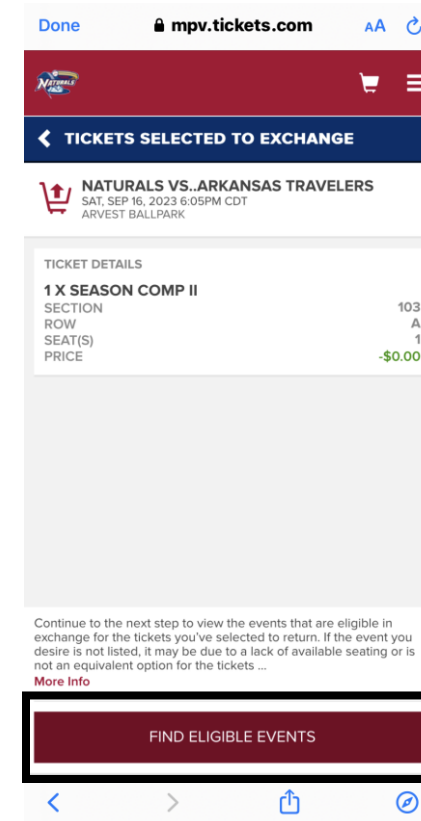 Done mpv.tickets.com AA
NATURALS
TICKETS SELECTED TO EXCHANGE
NATURALS VS..ARKANSAS TRAVELERS
SAT, SEP 16, 2023 6:05PM CDT
ARVEST BALLPARK
TICKET DETAILS
1 X SEASON COMP II
SECTION 103
ROW A
SEAT(S) 1
PRICE -$0.00
Continue to the next step to view the events that are eligible in
exchange for the tickets you've selected to return. If the event you
desire is not listed, it may be due to a lack of available seating or is
not an equivalent option for the tickets ...
More Info
FIND ELIGIBLE EVENTS